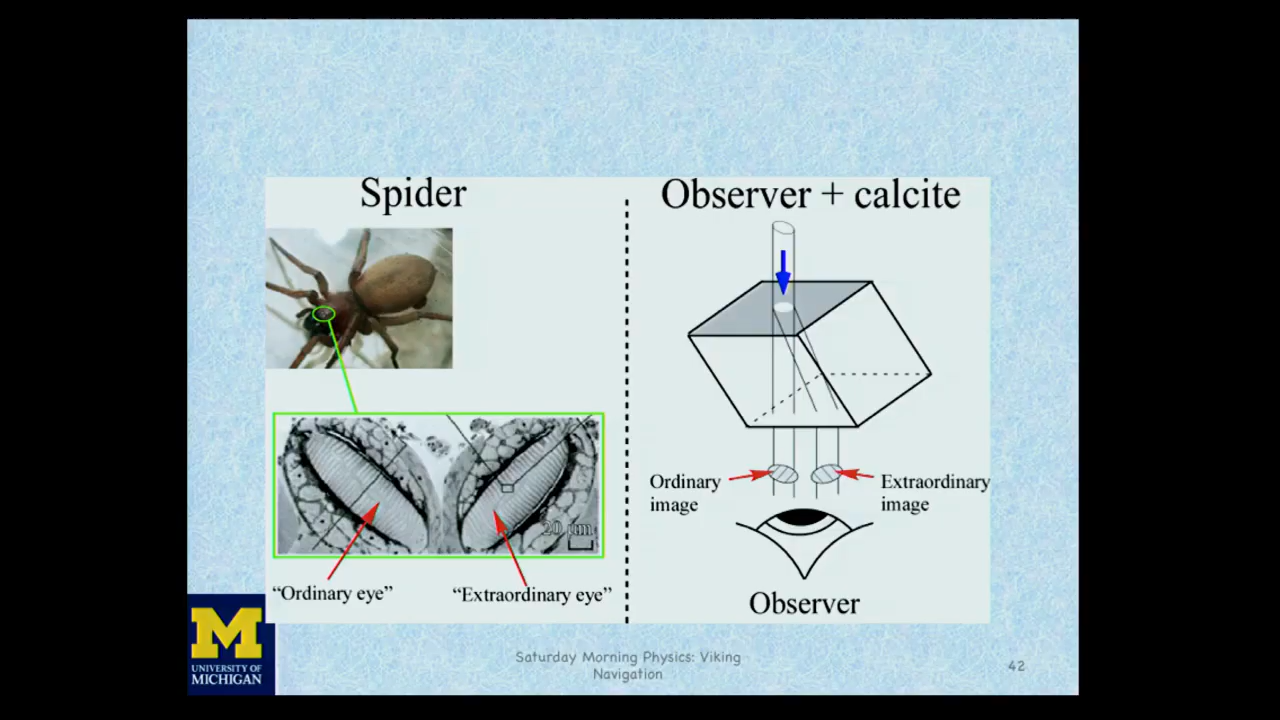 Spider
Observer + calcite
Ordinary
image
Extraordinary
image
20 µm
“Ordinary eye”
“Extraordinary eye”
Observer
M
UNIVERSITY OF
MICHIGAN
Saturday Morning Physics: Viking
Navigation
42